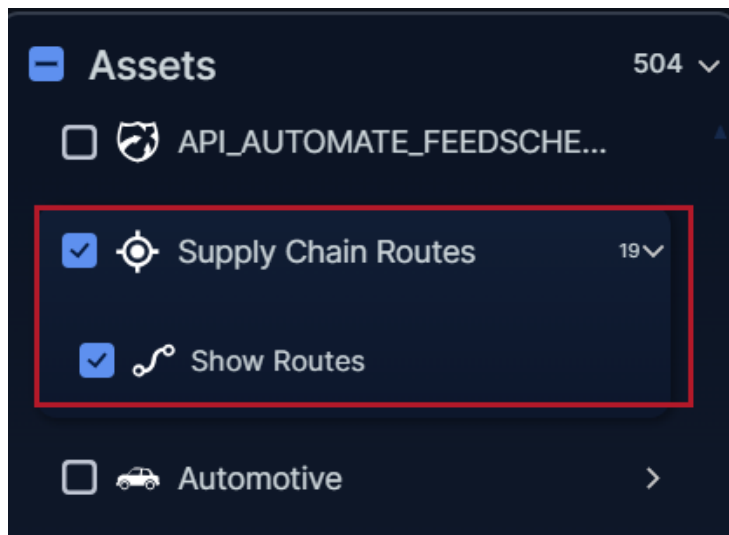 Assets 504
API_AUTOMATE_FEEDSCHE...
Supply Chain Routes 19
Show Routes
Automotive